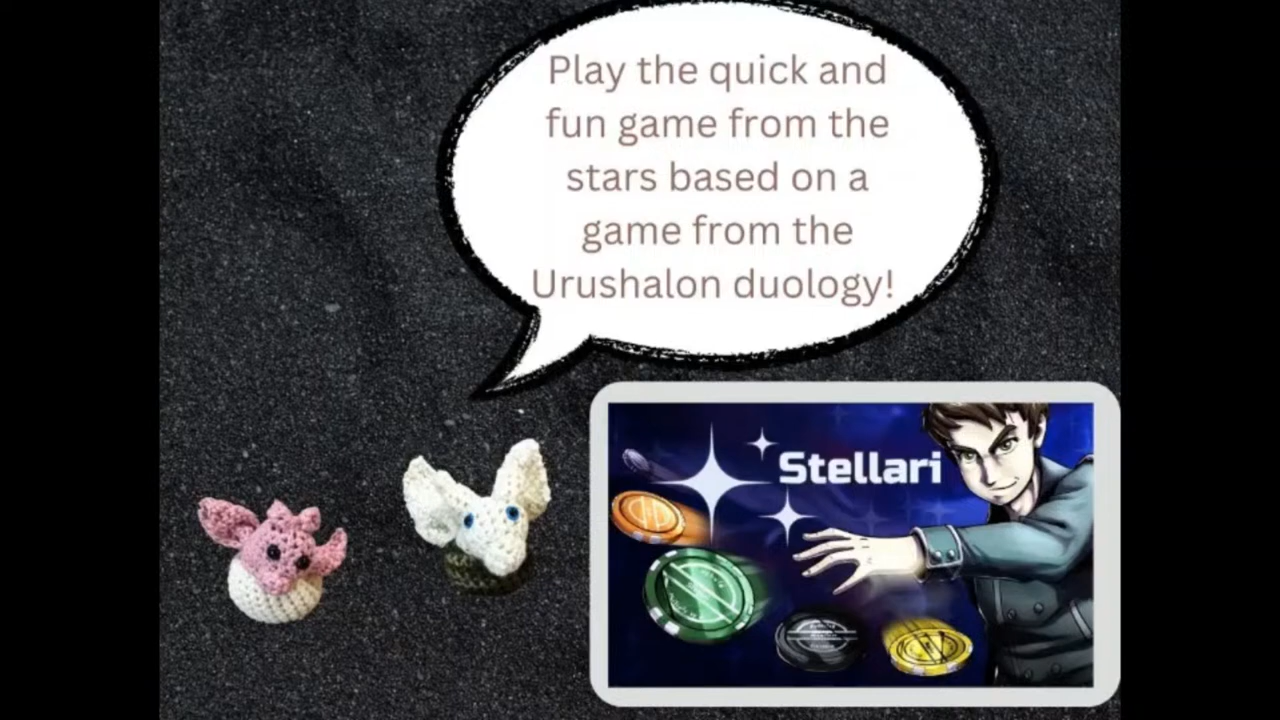 Play the quick and
fun game from the
stars based on a
game from the
Urushalon duology!
Stellari